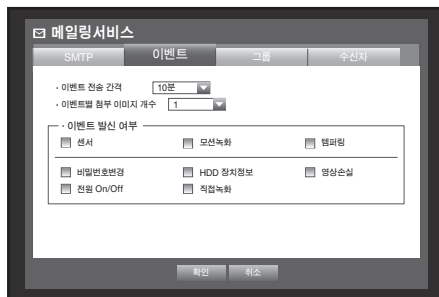 메일링서비스
SMTP 이벤트 그룹 수신자
· 이벤트 전송 간격 10분
· 이벤트별 첨부 이미지 개수 1
· 이벤트 발신 여부
센서 모션녹화 템퍼링
비밀번호변경 HDD 장치정보 영상손실
전원 On/Off 직접녹화
확인 취소